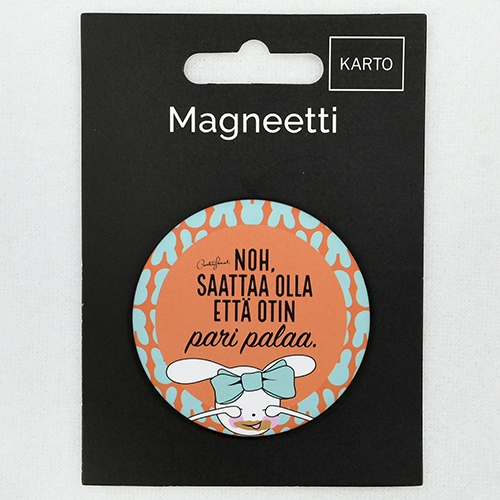 KARTO
Magneetti
NOH,
SAATTAA OLLA
ETTÄ OTIN
pari palaa.